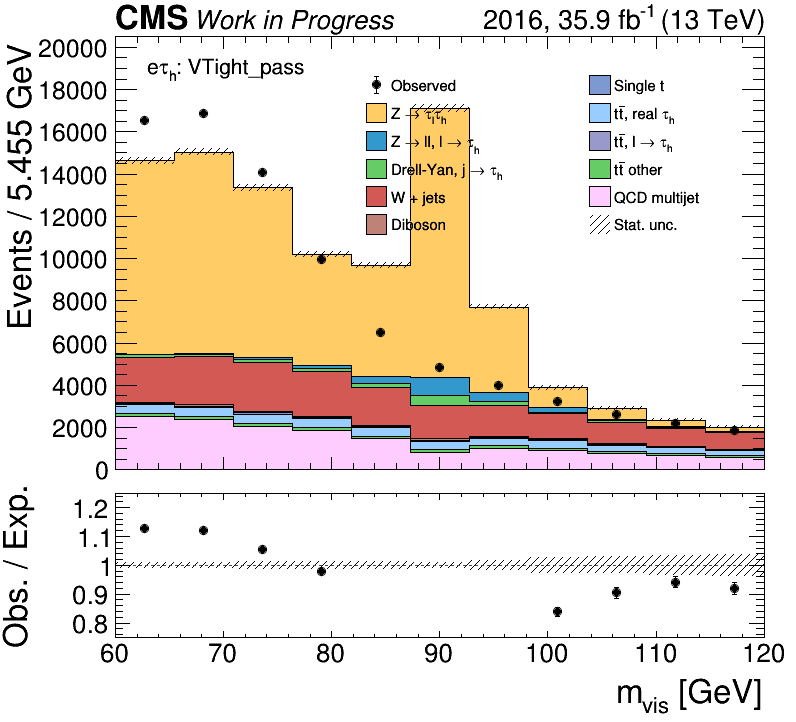 CMS Work in Progress 2016, 35.9 fb⁻¹ (13 TeV)
eτₕ: VTight_pass
Observed
Z → τₗτₕ
Z → ll, l → τₕ
Drell-Yan, j → τₕ
W + jets
Diboson
Single t
tt̄, real τₕ
tt̄, l → τₕ
tt̄ other
QCD multijet
Stat. unc.
Events / 5.455 GeV
20000
18000
16000
14000
12000
10000
8000
6000
4000
2000
0
Obs. / Exp.
1.2
1.1
1
0.9
0.8
60 70 80 90 100 110 120
m_vis [GeV]